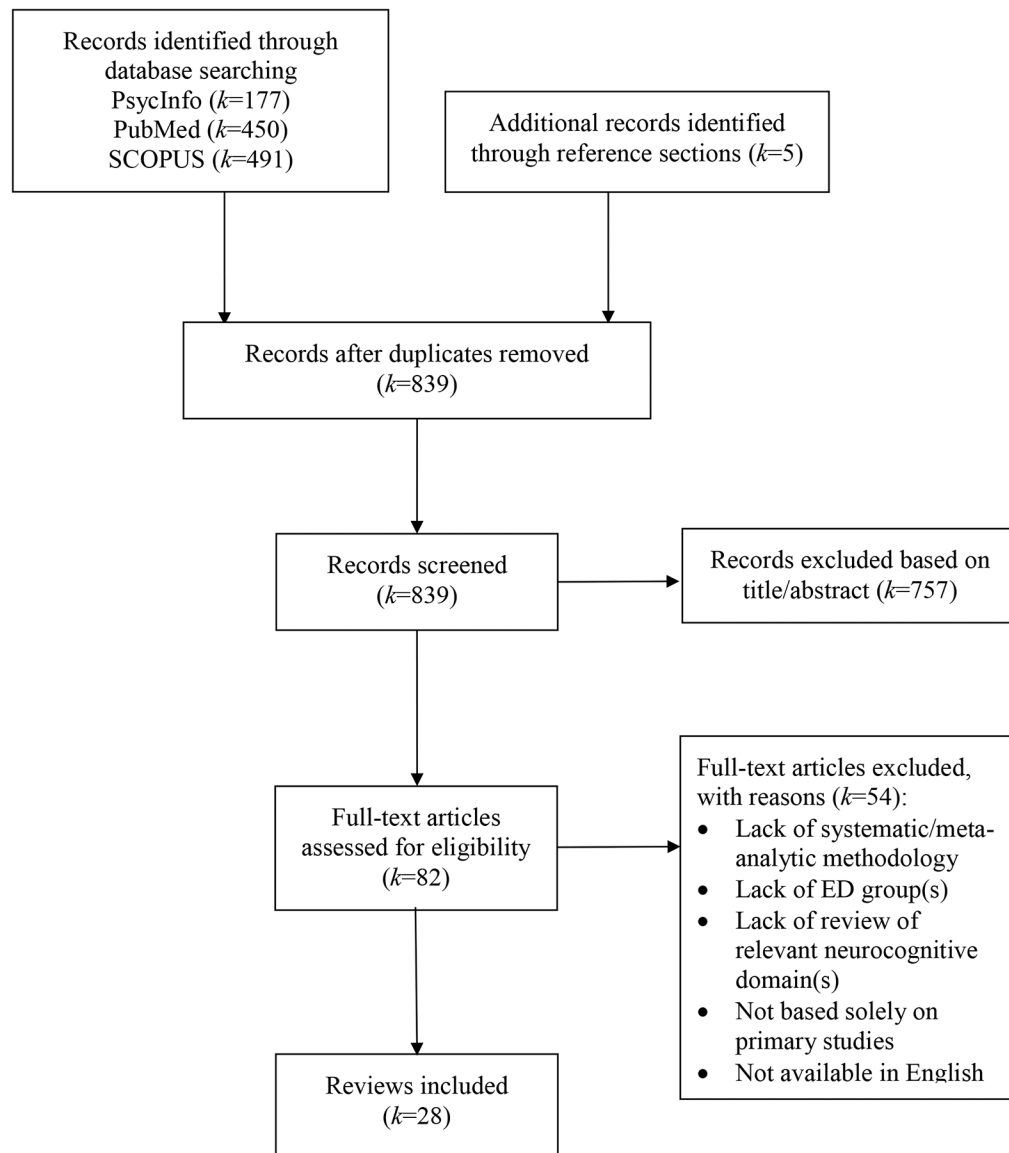 Records identified through
database searching
PsycInfo (k=177)
PubMed (k=450)
SCOPUS (k=491)
Additional records identified
through reference sections (k=5)
Records after duplicates removed
(k=839)
Records screened
(k=839)
Records excluded based on
title/abstract (k=757)
Full-text articles
assessed for eligibility
(k=82)
Full-text articles excluded,
with reasons (k=54):
• Lack of systematic/meta-
analytic methodology
• Lack of ED group(s)
• Lack of review of
relevant neurocognitive
domain(s)
• Not based solely on
primary studies
• Not available in English
Reviews included
(k=28)